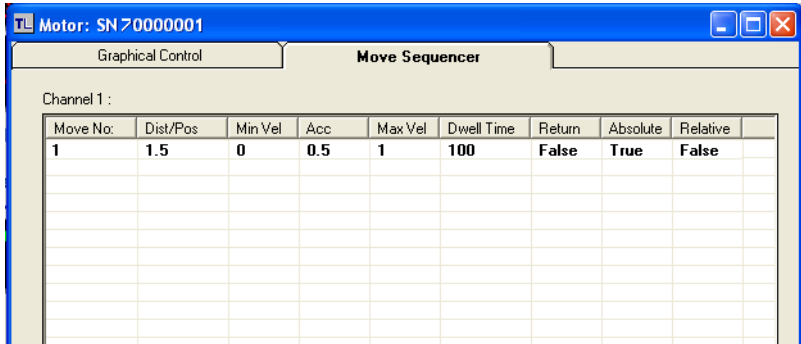 TL Motor: SN 70000001
Graphical Control Move Sequencer
Channel 1 :
Move No: Dist/Pos Min Vel Acc Max Vel Dwell Time Return Absolute Relative
1 1.5 0 0.5 1 100 False True False